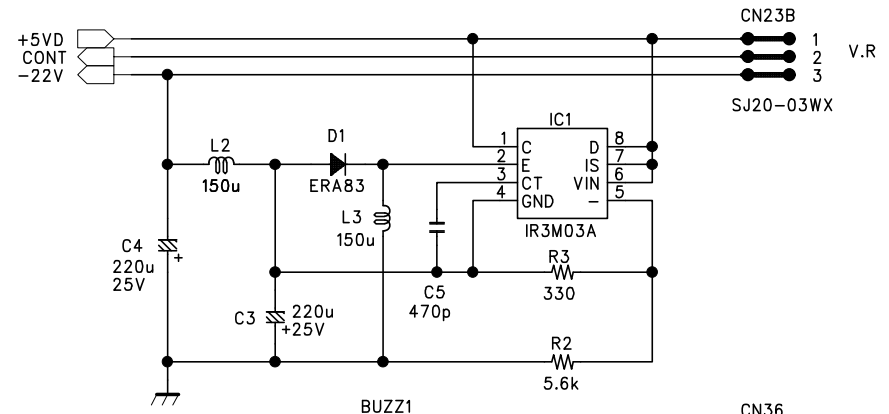 CN23B
+5VD
1
CONT
2
V.R
-22V
3
SJ20-03WX
IC1
1 C D 8
2 E IS 7
3 CT VIN 6
4 GND - 5
IR3M03A
L2
150u
D1
ERA83
L3
150u
C4
220u
25V
+
C5
470p
R3
330
C3
220u
+25V
R2
5.6k
BUZZ1
CN36